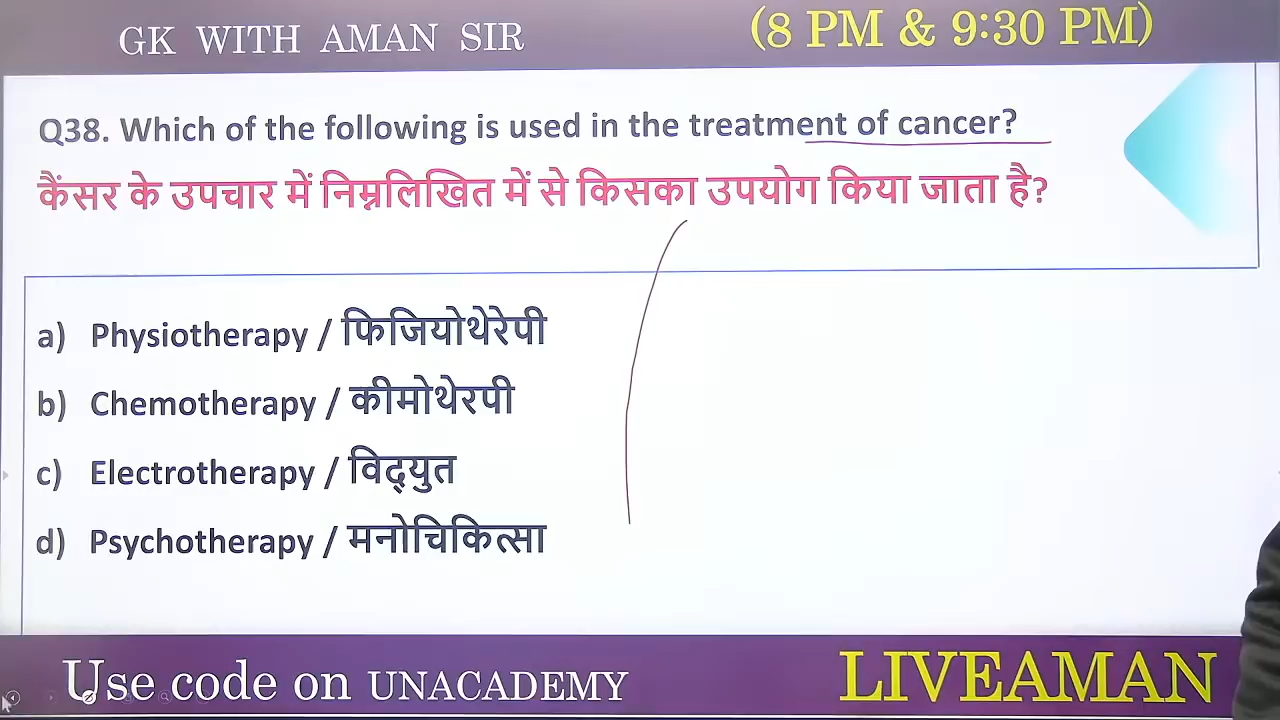 GK WITH AMAN SIR
(8 PM & 9:30 PM)
Q38. Which of the following is used in the treatment of cancer?
कैंसर के उपचार में निम्नलिखित में से किसका उपयोग किया जाता है?
a) Physiotherapy / फिजियोथेरेपी
b) Chemotherapy / कीमोथेरपी
c) Electrotherapy / विद्युत
d) Psychotherapy / मनोचिकित्सा
Use code on UNACADEMY
LIVEAMAN